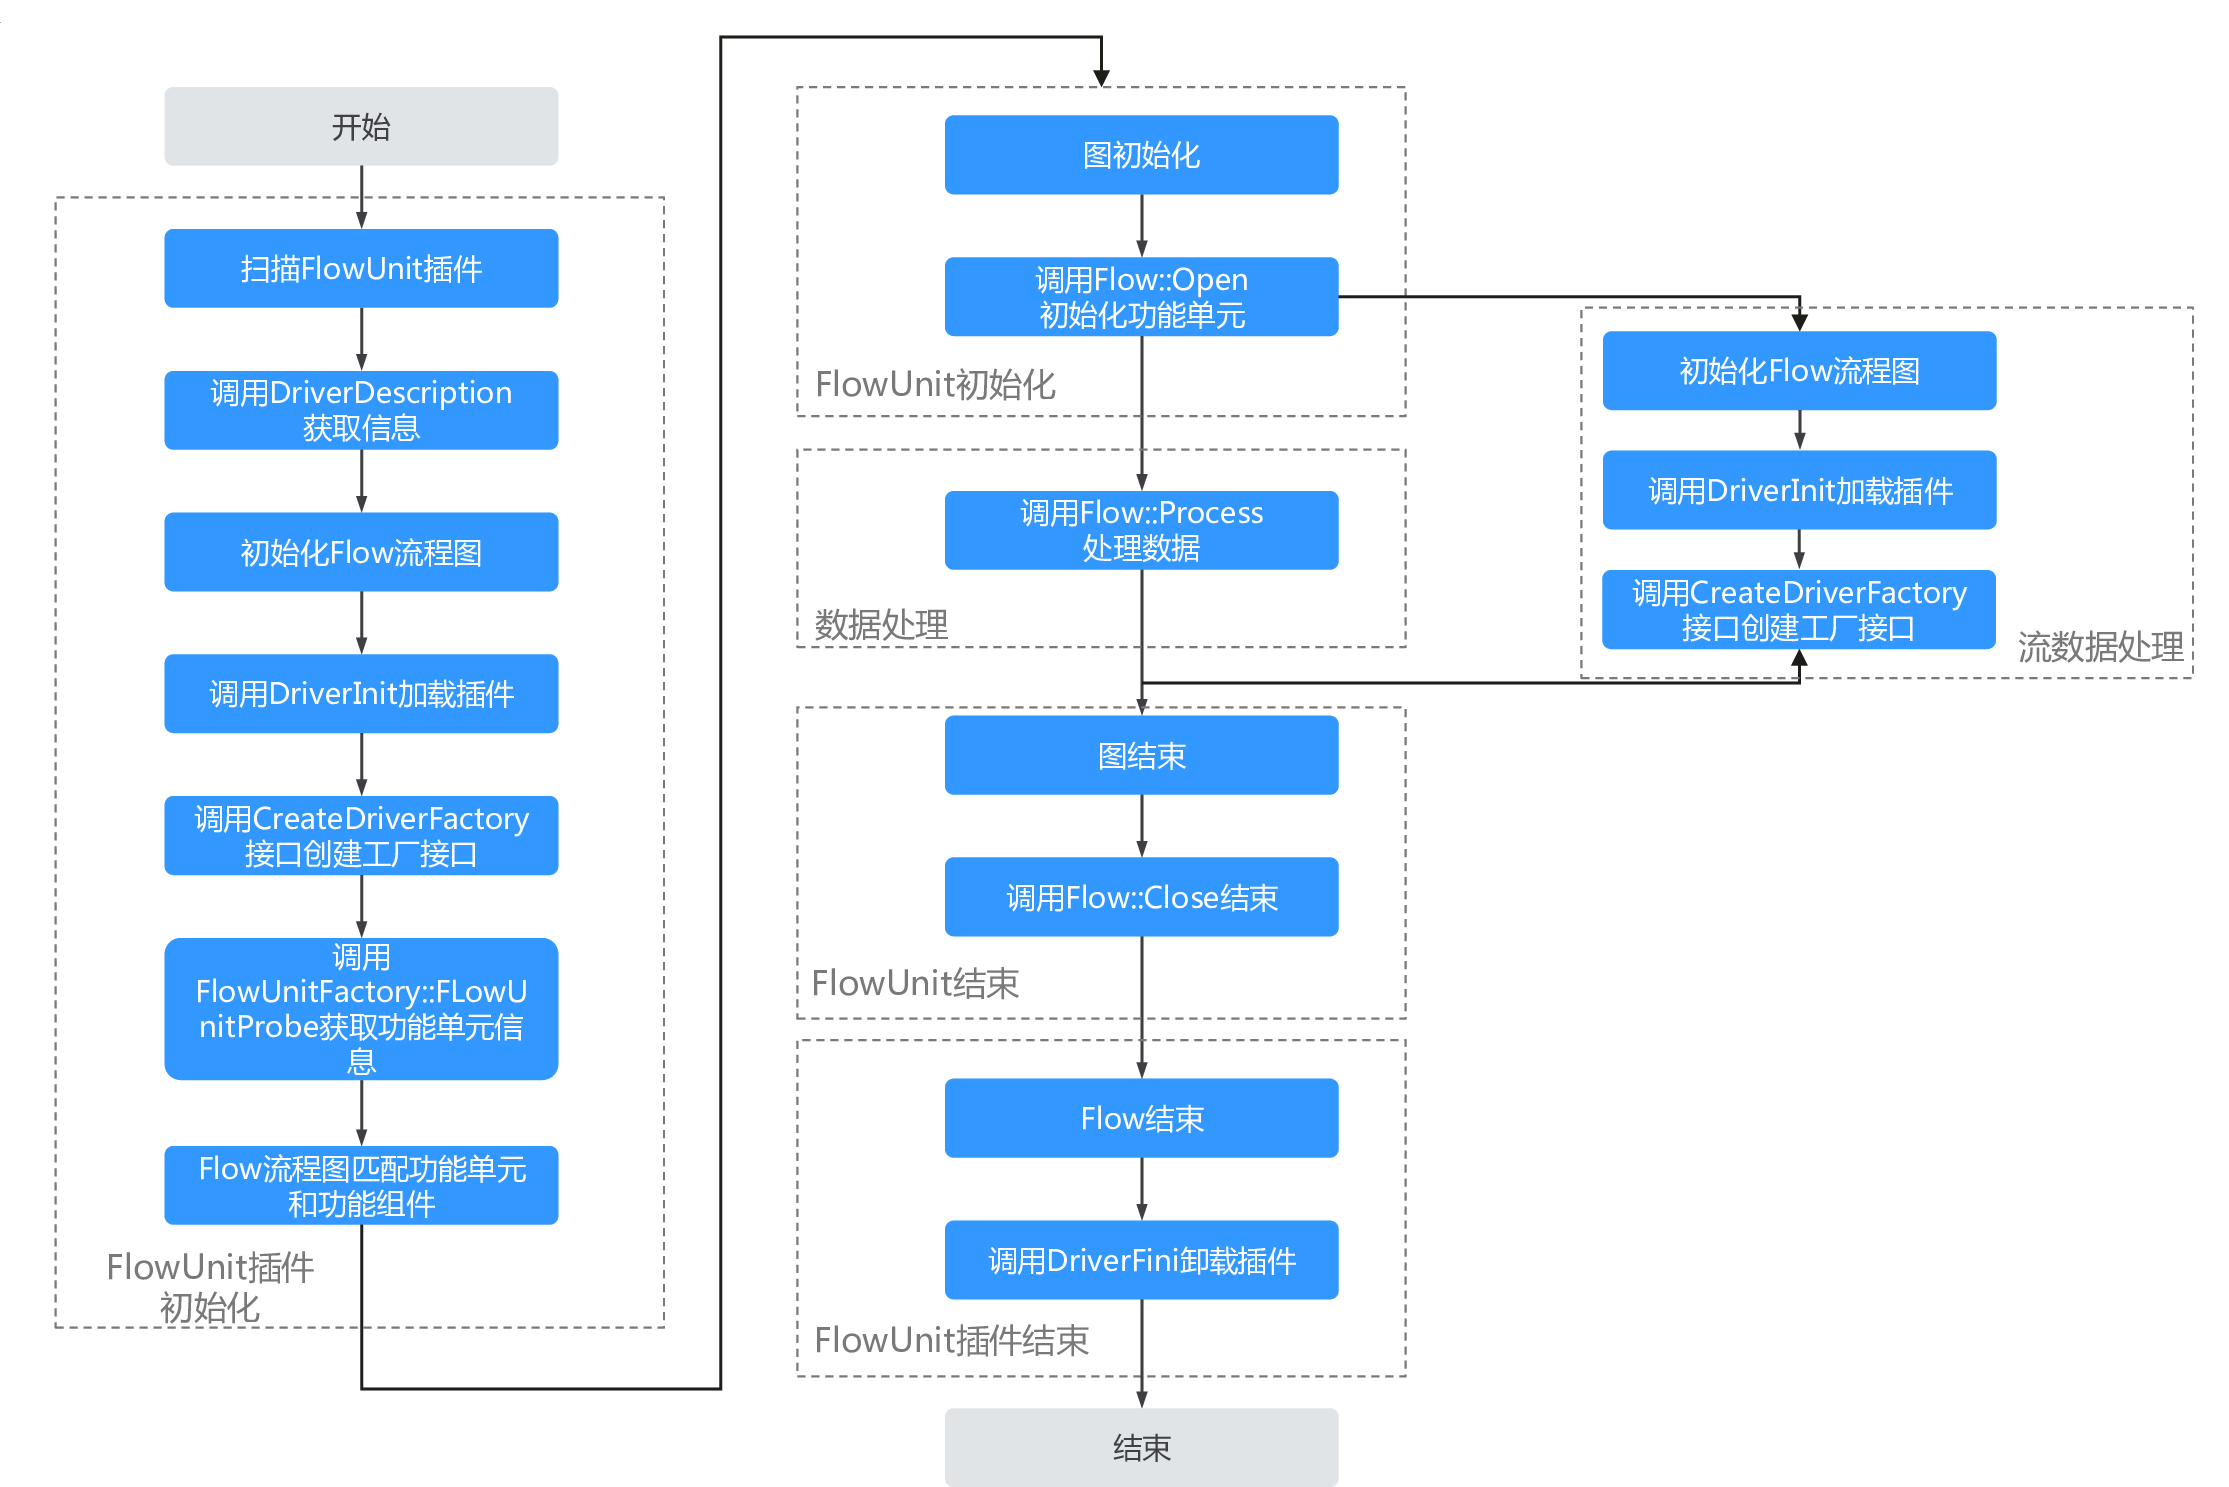 开始
扫描FlowUnit插件
调用DriverDescription
获取信息
初始化Flow流程图
调用DriverInit加载插件
调用CreateDriverFactory
接口创建工厂接口
调用
FlowUnitFactory::FLowU
nitProbe获取功能单元信
息
Flow流程图匹配功能单元
和功能组件
FlowUnit插件
初始化
图初始化
调用Flow::Open
初始化功能单元
FlowUnit初始化
调用Flow::Process
处理数据
数据处理
图结束
调用Flow::Close结束
FlowUnit结束
Flow结束
调用DriverFini卸载插件
FlowUnit插件结束
结束
初始化Flow流程图
调用DriverInit加载插件
调用CreateDriverFactory
接口创建工厂接口
流数据处理